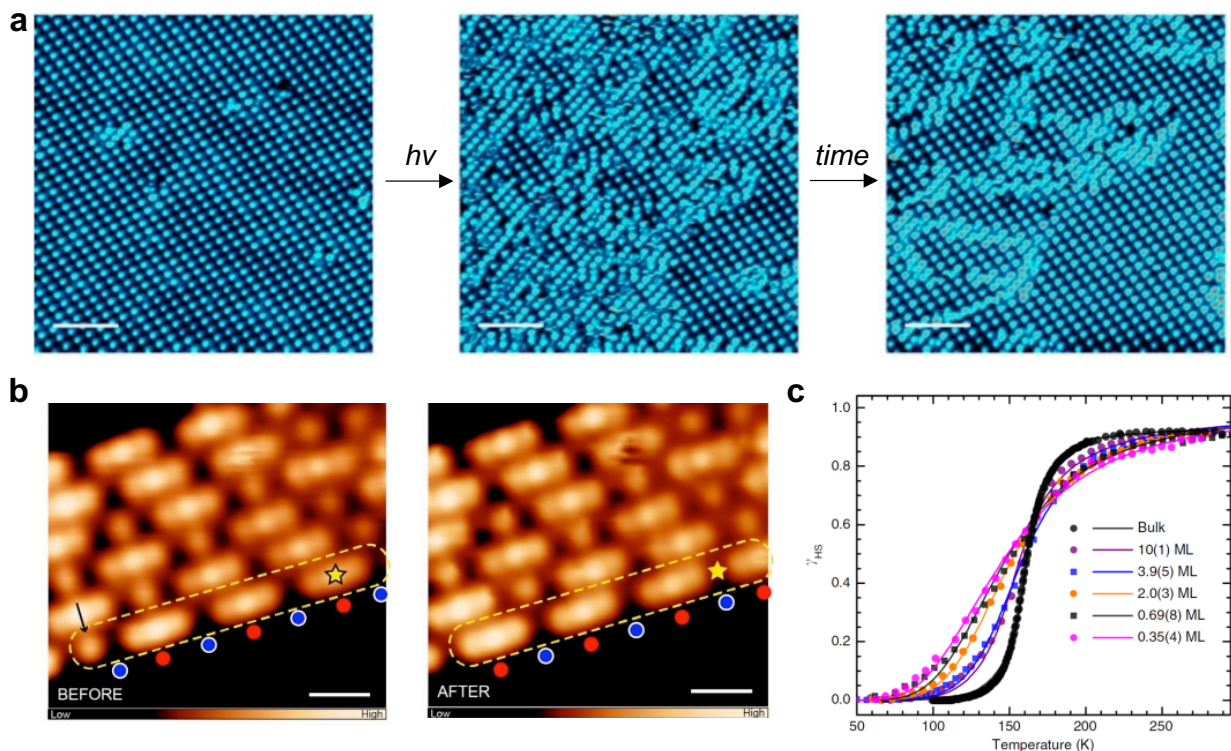 a
hv
time
b
c
BEFORE
Low
High
AFTER
Low
High
γHS
1.0
0.8
0.6
0.4
0.2
0.0
Bulk
10(1) ML
3.9(5) ML
2.0(3) ML
0.69(8) ML
0.35(4) ML
50
100
150
200
250
Temperature (K)